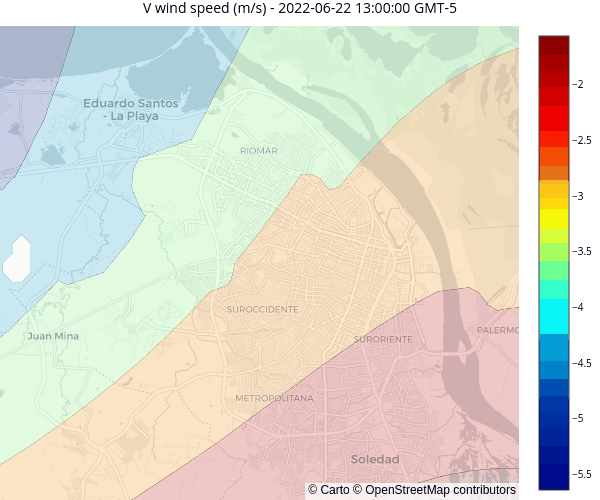 V wind speed (m/s) - 2022-06-22 13:00:00 GMT-5
Eduardo Santos
- La Playa
RIOMAR
SUROCCIDENTE
Juan Mina
SURORIENTE
PALERMO
METROPOLITANA
Soledad
© Carto © OpenStreetMap contributors
−2
−2.5
−3
−3.5
−4
−4.5
−5
−5.5